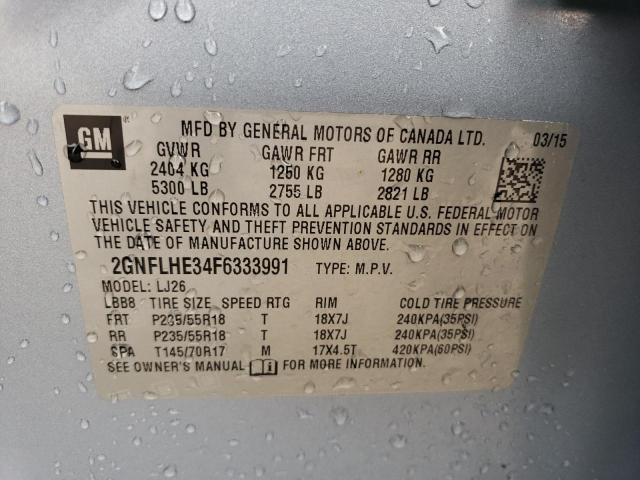 GM
MFD BY GENERAL MOTORS OF CANADA LTD. 03/15
GVWR GAWR FRT GAWR RR
2404 KG 1250 KG 1280 KG
5300 LB 2755 LB 2821 LB
THIS VEHICLE CONFORMS TO ALL APPLICABLE U.S. FEDERAL MOTOR
VEHICLE SAFETY AND THEFT PREVENTION STANDARDS IN EFFECT ON
THE DATE OF MANUFACTURE SHOWN ABOVE.
2GNFLHE34F6333991 TYPE: M.P.V.
MODEL: LJ26
LBB8 TIRE SIZE SPEED RTG RIM COLD TIRE PRESSURE
FRT P235/55R18 T 18X7J 240KPA(35PSI)
RR P235/55R18 T 18X7J 240KPA(35PSI)
SPA T145/70R17 M 17X4.5T 420KPA(60PSI)
SEE OWNER'S MANUAL FOR MORE INFORMATION.